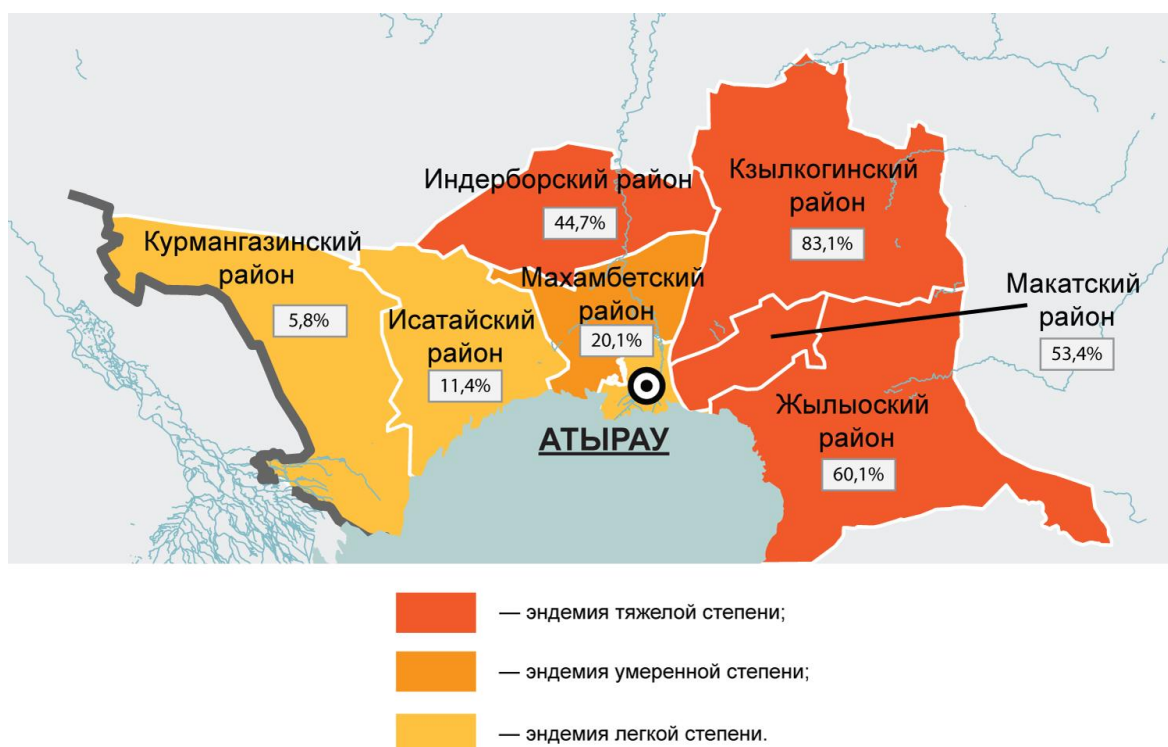 Индерборский район
44,7%
Кзылкогинский
район
83,1%
Курмангазинский
район
5,8%
Исатайский
район
11,4%
Махамбетский
район
20,1%
Макатский
район
53,4%
Жылыоский
район
60,1%
АТЫРАУ
— эндемия тяжелой степени;
— эндемия умеренной степени;
— эндемия легкой степени.